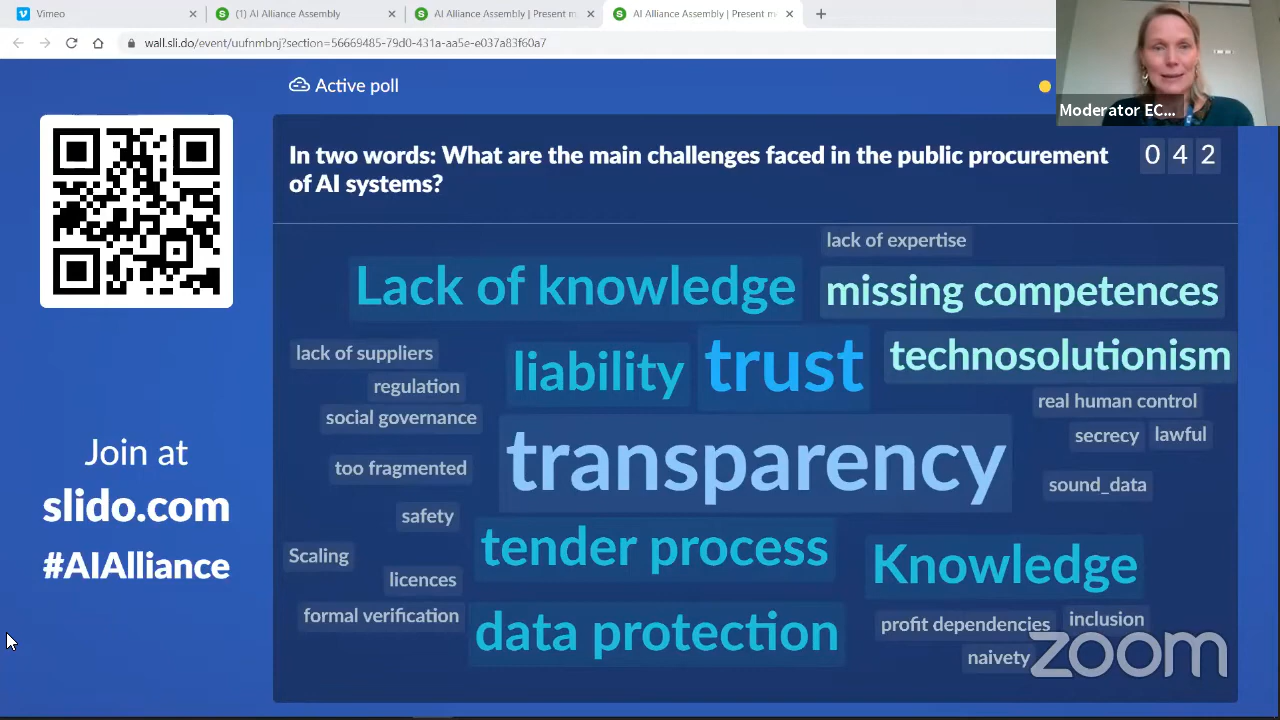 Vimeo
(1) AI Alliance Assembly
AI Alliance Assembly | Present m
AI Alliance Assembly | Present m
wall.sli.do/event/uufnmbnj?section=56669485-79d0-431a-aa5e-e037a83f60a7
Moderator EC...
Active poll
In two words: What are the main challenges faced in the public procurement
of AI systems?
0 4 2
lack of expertise
Lack of knowledge
missing competences
lack of suppliers
liability
trust
technosolutionism
regulation
real human control
social governance
secrecy
lawful
transparency
too fragmented
sound_data
safety
tender process
Scaling
Knowledge
licences
formal verification
data protection
profit dependencies
inclusion
naivety
Join at
slido.com
#AIAlliance
zoom